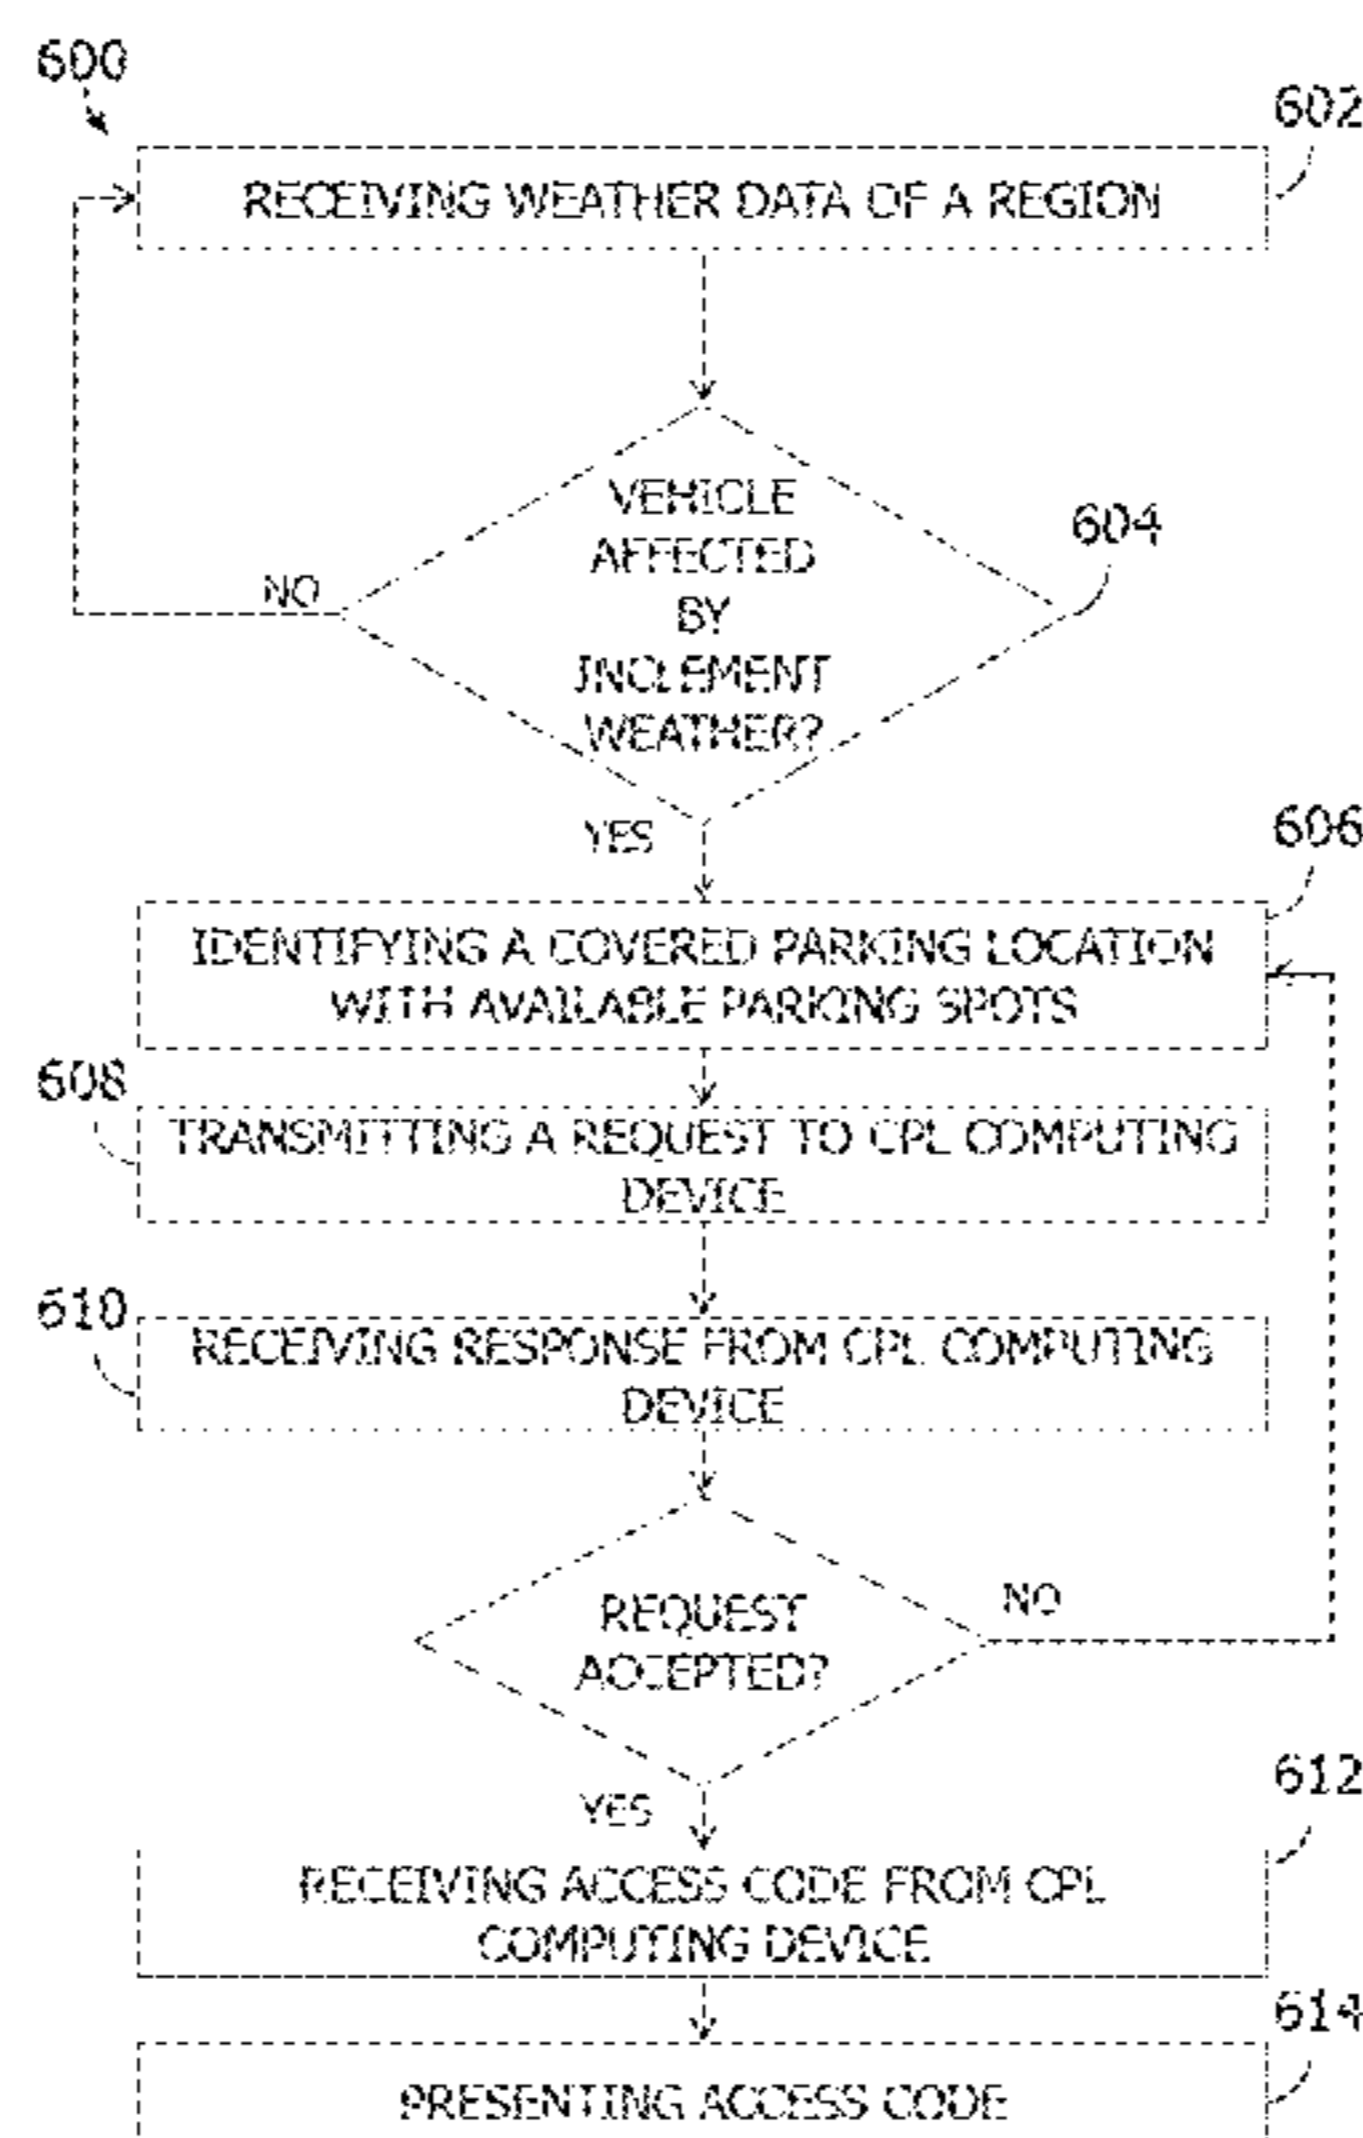 600
602
RECEIVING WEATHER DATA OF A REGION
VEHICLE
AFFECTED
BY
INCLEMENT
WEATHER?
604
NO
YES
606
IDENTIFYING A COVERED PARKING LOCATION
WITH AVAILABLE PARKING SPOTS
608
TRANSMITTING A REQUEST TO CPL COMPUTING
DEVICE
610
RECEIVING RESPONSE FROM CPL COMPUTING
DEVICE
REQUEST
ACCEPTED?
NO
YES
612
RECEIVING ACCESS CODE FROM CPL
COMPUTING DEVICE
614
PRESENTING ACCESS CODE